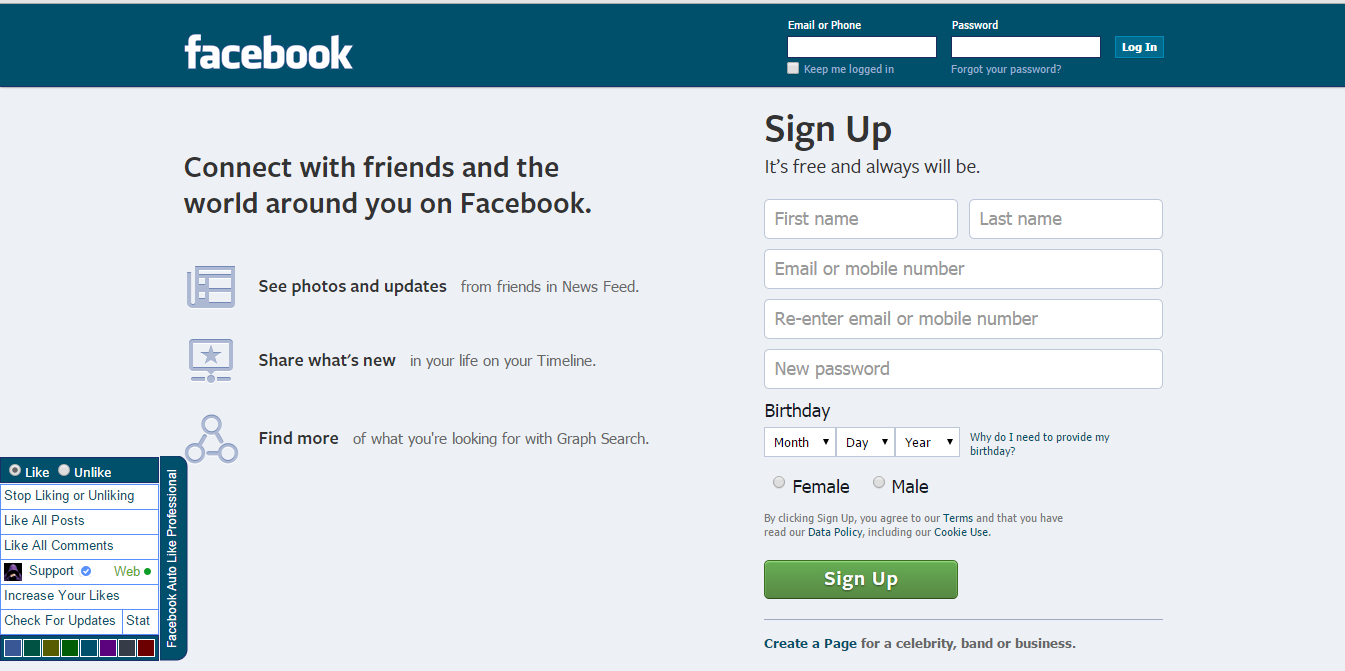 facebook
Email or Phone
Password
Log In
Keep me logged in
Forgot your password?
Connect with friends and the
world around you on Facebook.
See photos and updates from friends in News Feed.
Share what's new in your life on your Timeline.
Find more of what you're looking for with Graph Search.
Sign Up
It's free and always will be.
First name
Last name
Email or mobile number
Re-enter email or mobile number
New password
Birthday
Month
Day
Year
Why do I need to provide my
birthday?
Female
Male
By clicking Sign Up, you agree to our Terms and that you have
read our Data Policy, including our Cookie Use.
Sign Up
Create a Page for a celebrity, band or business.
Like
Unlike
Stop Liking or Unliking
Like All Posts
Like All Comments
Support
Web
Increase Your Likes
Check For Updates
Stat
Facebook Auto Like Professional